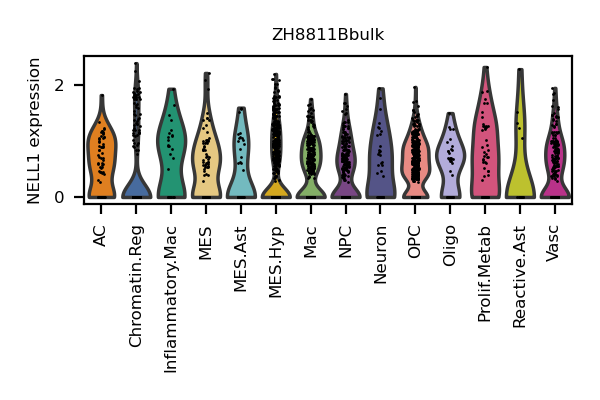 ZH8811Bbulk
NELL1 expression
2
0
AC
Chromatin.Reg
Inflammatory.Mac
MES
MES.Ast
MES.Hyp
Mac
NPC
Neuron
OPC
Oligo
Prolif.Metab
Reactive.Ast
Vasc